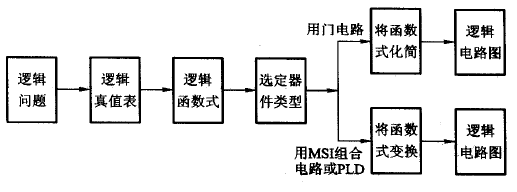 逻辑
问题
逻辑
真值表
逻辑
函数式
选定器
件类型
用门电路
将函数
式化简
逻辑
电路图
用MSI组合
电路或PLD
将函数
式变换
逻辑
电路图